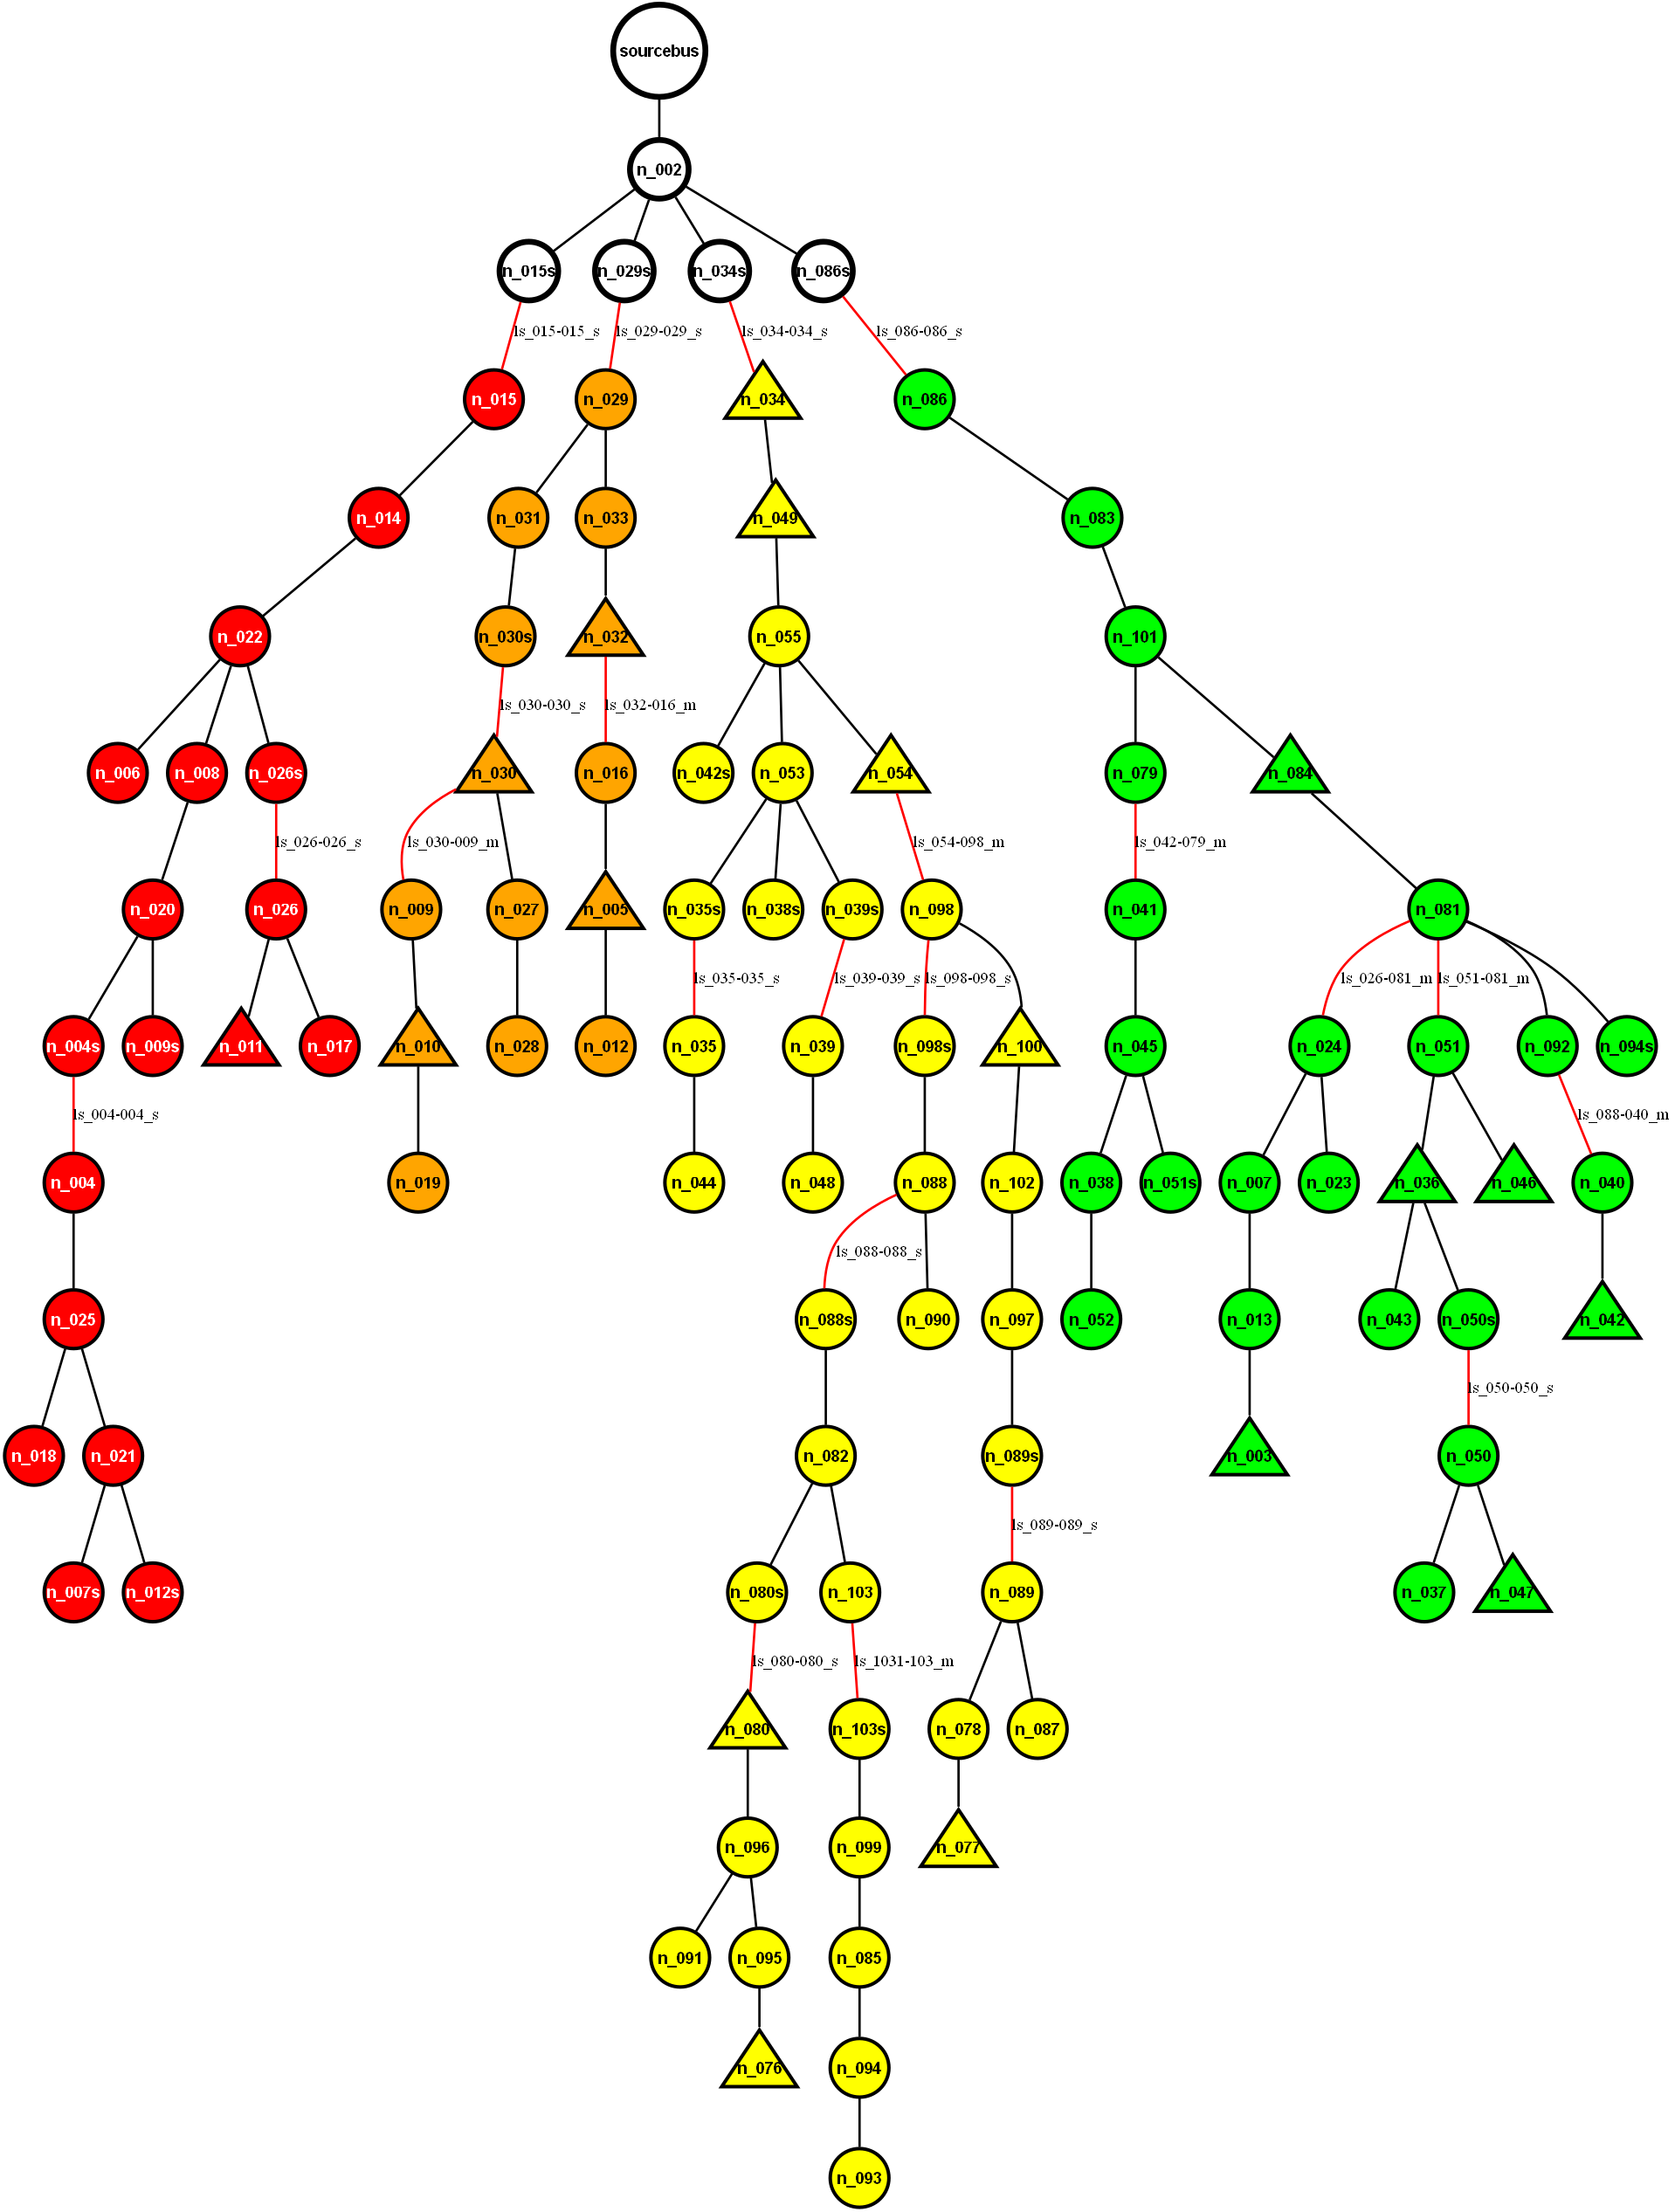 sourcebus
n_002
n_015s n_029s n_034s n_086s
ls_015-015_s ls_029-029_s ls_034-034_s ls_086-086_s
n_015 n_029 n_034 n_086
n_014 n_031 n_033 n_049 n_083
n_022 n_030s n_032 n_055 n_101
ls_030-030_s ls_032-016_m
n_006 n_008 n_026s n_030 n_016 n_042s n_053 n_054 n_079 n_084
ls_026-026_s ls_030-009_m ls_054-098_m ls_042-079_m
n_020 n_026 n_009 n_027 n_005 n_035s n_038s n_039s n_098 n_041 n_081
ls_035-035_s ls_039-039_s ls_098-098_s ls_026-081_m ls_051-081_m
n_004s n_009s n_011 n_017 n_010 n_028 n_012 n_035 n_039 n_098s n_100 n_045 n_024 n_051 n_092 n_094s
ls_004-004_s ls_088-040_m
n_004 n_019 n_044 n_048 n_088 n_102 n_038 n_051s n_007 n_023 n_036 n_046 n_040
ls_088-088_s
n_025 n_088s n_090 n_097 n_052 n_013 n_043 n_050s n_042
ls_050-050_s
n_018 n_021 n_082 n_089s n_003 n_050
ls_089-089_s
n_007s n_012s n_080s n_103 n_089 n_037 n_047
ls_080-080_s ls_1031-103_m
n_080 n_103s n_078 n_087
n_096 n_099 n_077
n_091 n_095 n_085
n_076 n_094
n_093